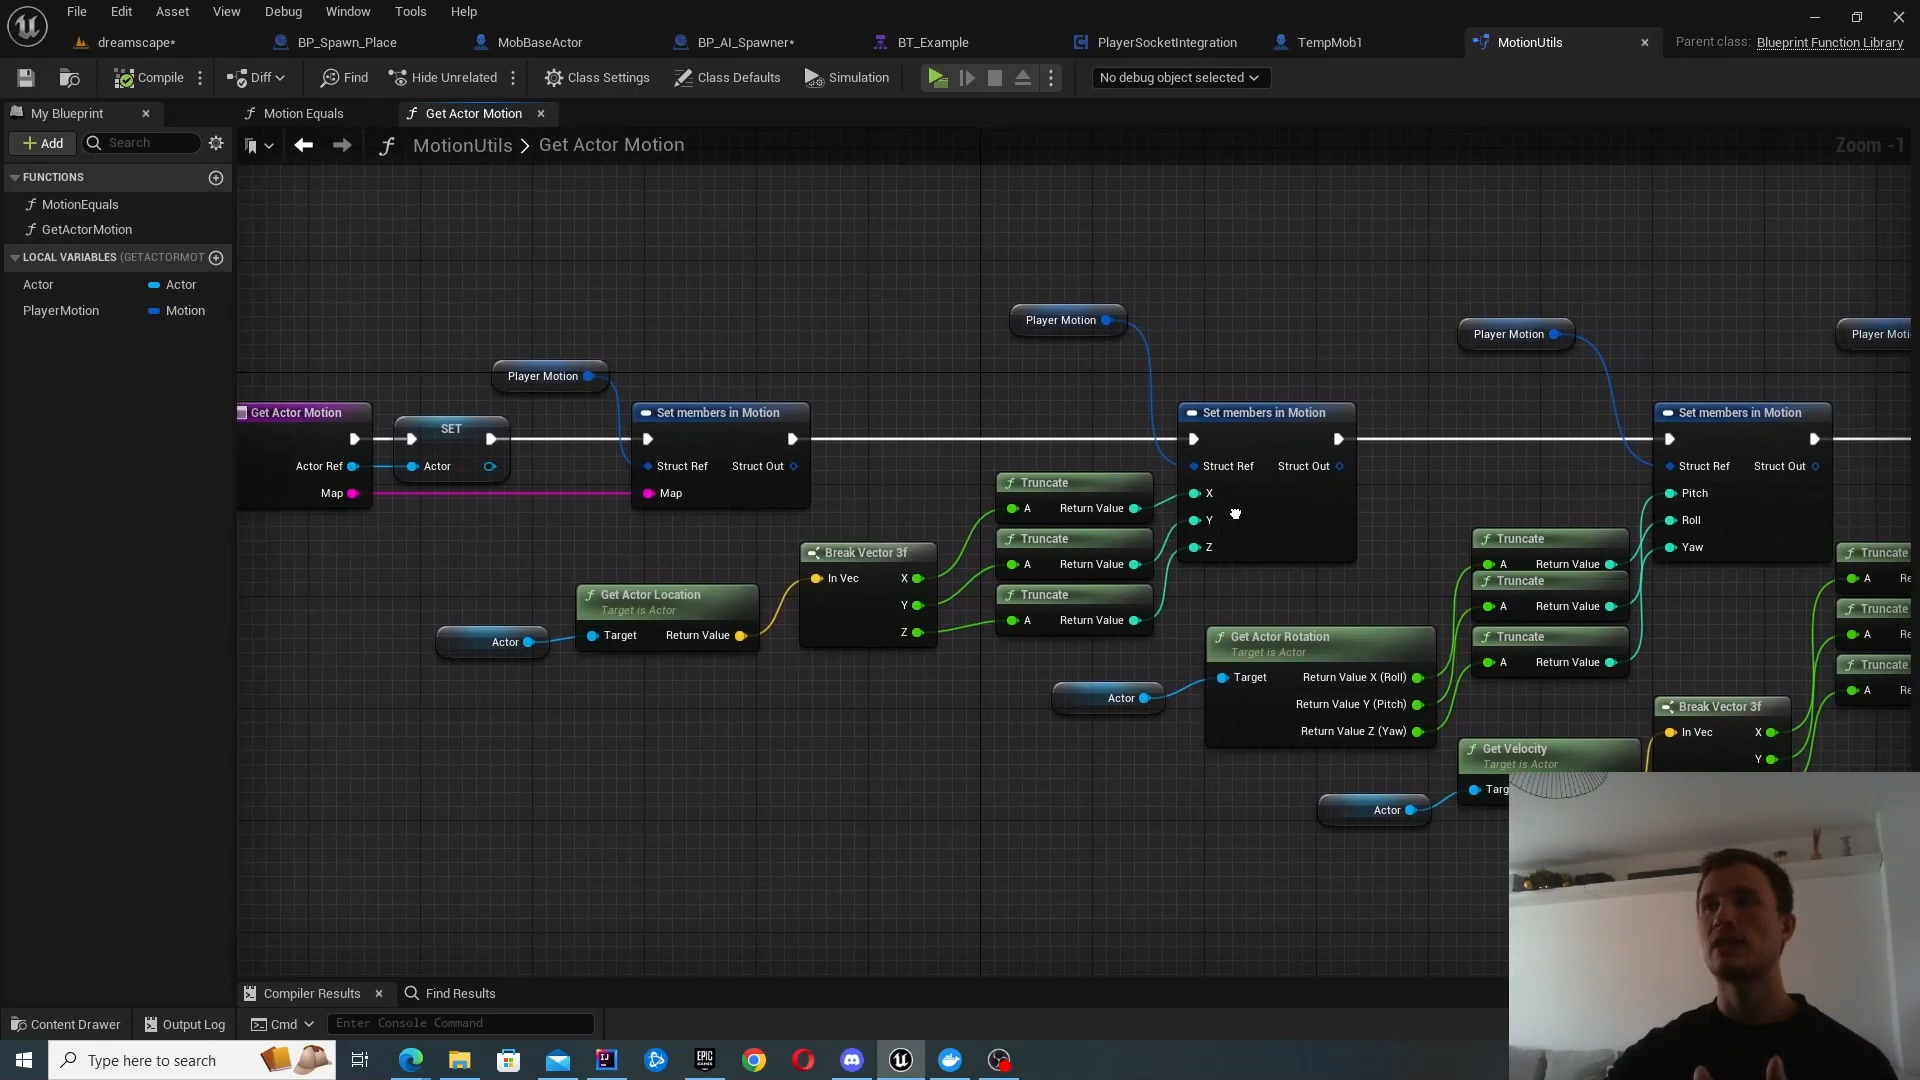 File Edit Asset View Debug Window Tools Help
dreamscape* BP_Spawn_Place MobBaseActor BP_AI_Spawner* BT_Example PlayerSocketIntegration TempMob1 MotionUtils Parent class: Blueprint Function Library
Compile Diff Find Hide Unrelated Class Settings Class Defaults Simulation No debug object selected
My Blueprint Motion Equals Get Actor Motion
Add Search MotionUtils > Get Actor Motion Zoom -1
FUNCTIONS
MotionEquals
GetActorMotion
LOCAL VARIABLES (GETACTORMOT
Actor Actor
PlayerMotion Motion
Player Motion
Player Motion
Player Moti
Player Motion
Get Actor Motion
Actor Ref
Map
SET
Actor
Set members in Motion
Struct Ref Struct Out
Map
Get Actor Location
Target is Actor
Target Return Value
Actor
Break Vector 3f
In Vec X
Y
Z
Truncate
A Return Value
Truncate
A Return Value
Truncate
A Return Value
Set members in Motion
Struct Ref Struct Out
X
Y
Z
Actor
Get Actor Rotation
Target is Actor
Target Return Value X (Roll)
Return Value Y (Pitch)
Return Value Z (Yaw)
Truncate
A Return Value
Truncate
A Return Value
Truncate
A Return Value
Set members in Motion
Struct Ref Struct Out
Pitch
Roll
Yaw
Actor
Get Velocity
Target is Actor
Targ
Break Vector 3f
In Vec X
Y
Truncate
A Re
Truncate
A Re
Truncate
A Re
Compiler Results Find Results
Content Drawer Output Log Cmd Enter Console Command
Type here to search